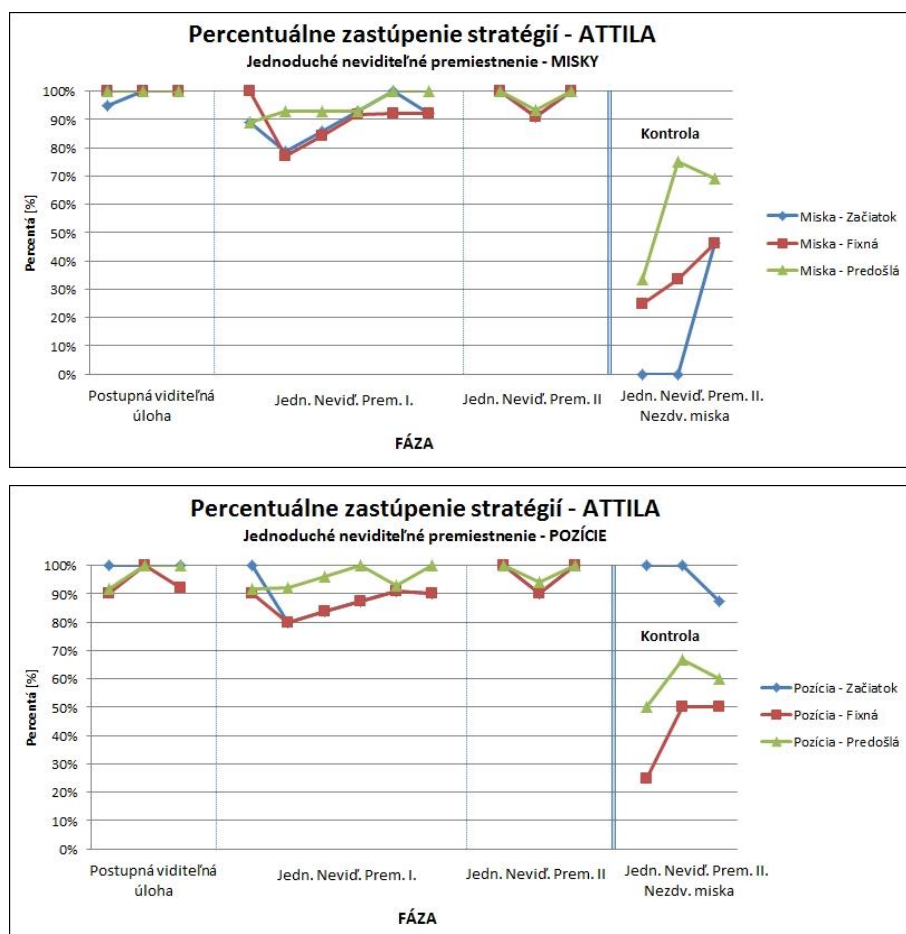 Percentuálne zastúpenie stratégií - ATTILA
Jednoduché neviditeľné premiestnenie - MISKY
100%
90%
80%
70%
60%
50%
40%
30%
20%
10%
0%
Percentá [%]
Kontrola
Postupná viditeľná
úloha
Jedn. Neviď. Prem. I.
Jedn. Neviď. Prem. II
Jedn. Neviď. Prem. II.
Nezdv. miska
FÁZA
Miska - Začiatok
Miska - Fixná
Miska - Predošlá
Percentuálne zastúpenie stratégií - ATTILA
Jednoduché neviditeľné premiestnenie - POZÍCIE
100%
90%
80%
70%
60%
50%
40%
30%
20%
10%
0%
Percentá [%]
Kontrola
Postupná viditeľná
úloha
Jedn. Neviď. Prem. I.
Jedn. Neviď. Prem. II
Jedn. Neviď. Prem. II.
Nezdv. miska
FÁZA
Pozícia - Začiatok
Pozícia - Fixná
Pozícia - Predošlá